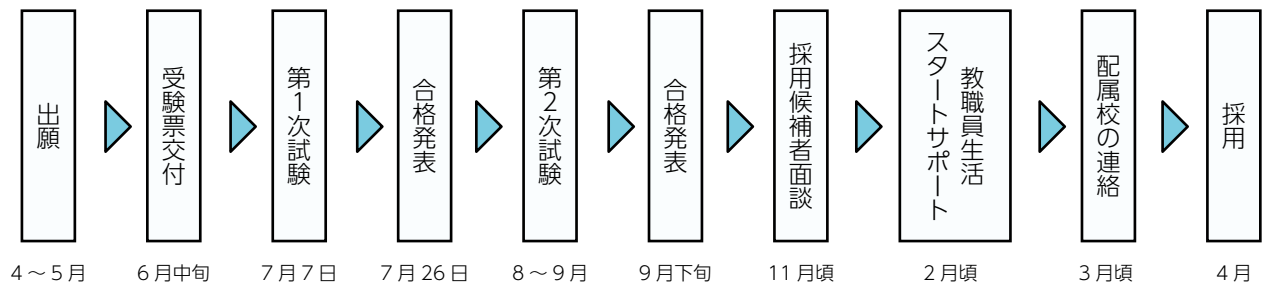 出願
受験票交付
第1次試験
合格発表
第2次試験
合格発表
採用候補者面談
教職員生活
スタートサポート
配属校の連絡
採用
4～5月
6月中旬
7月7日
7月26日
8～9月
9月下旬
11月頃
2月頃
3月頃
4月